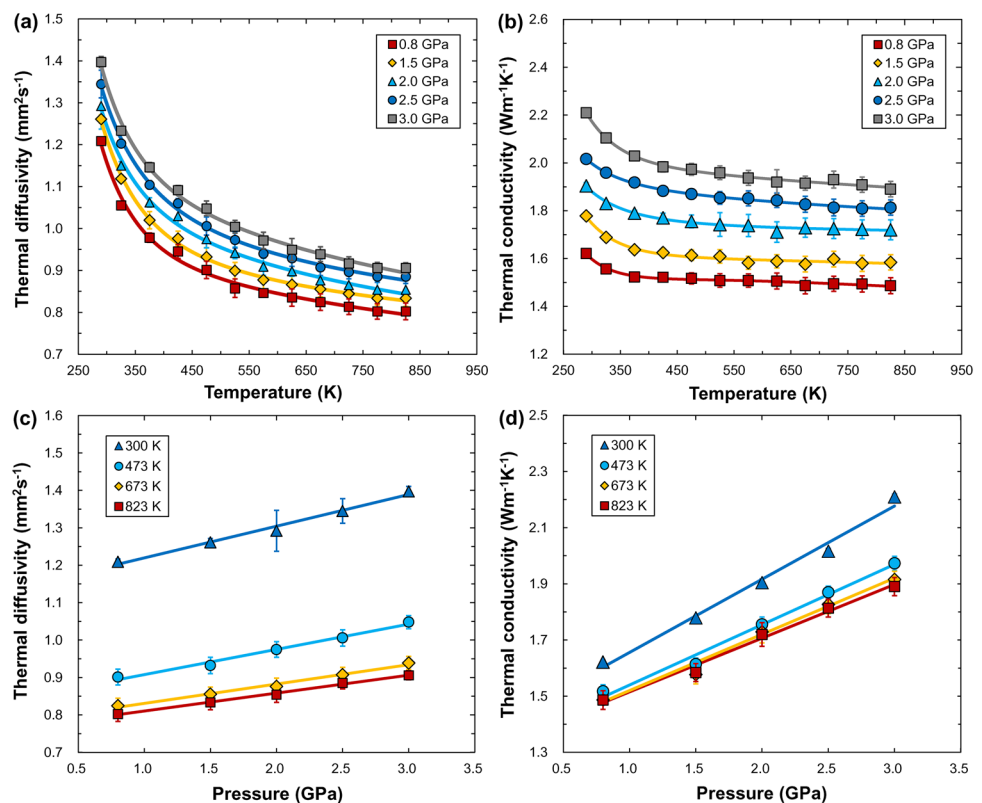 (a)
Thermal diffusivity (mm²s⁻¹)
1.5
1.4
1.3
1.2
1.1
1.0
0.9
0.8
0.7
0.8 GPa
1.5 GPa
2.0 GPa
2.5 GPa
3.0 GPa
250 350 450 550 650 750 850 950
Temperature (K)
(b)
Thermal conductivity (Wm⁻¹K⁻¹)
2.6
2.4
2.2
2.0
1.8
1.6
1.4
1.2
0.8 GPa
1.5 GPa
2.0 GPa
2.5 GPa
3.0 GPa
250 350 450 550 650 750 850 950
Temperature (K)
(c)
Thermal diffusivity (mm²s⁻¹)
1.6
1.5
1.4
1.3
1.2
1.1
1.0
0.9
0.8
0.7
300 K
473 K
673 K
823 K
0.5 1.0 1.5 2.0 2.5 3.0 3.5
Pressure (GPa)
(d)
Thermal conductivity (Wm⁻¹K⁻¹)
2.5
2.3
2.1
1.9
1.7
1.5
1.3
300 K
473 K
673 K
823 K
0.5 1.0 1.5 2.0 2.5 3.0 3.5
Pressure (GPa)